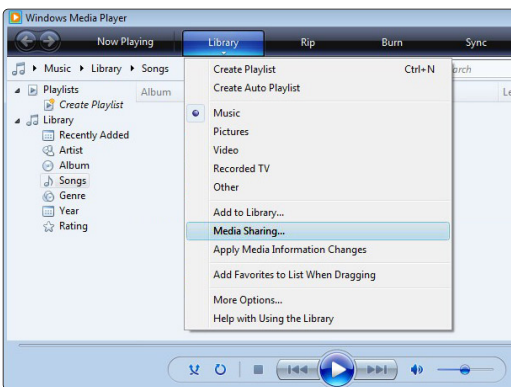 Windows Media Player
Now Playing
Library
Rip
Burn
Sync
Music ▸ Library ▸ Songs
Playlists
Create Playlist
Library
Recently Added
Artist
Album
Songs
Genre
Year
Rating
Album
Create Playlist Ctrl+N
Create Auto Playlist
Music
Pictures
Video
Recorded TV
Other
Add to Library...
Media Sharing...
Apply Media Information Changes
Add Favorites to List When Dragging
More Options...
Help with Using the Library